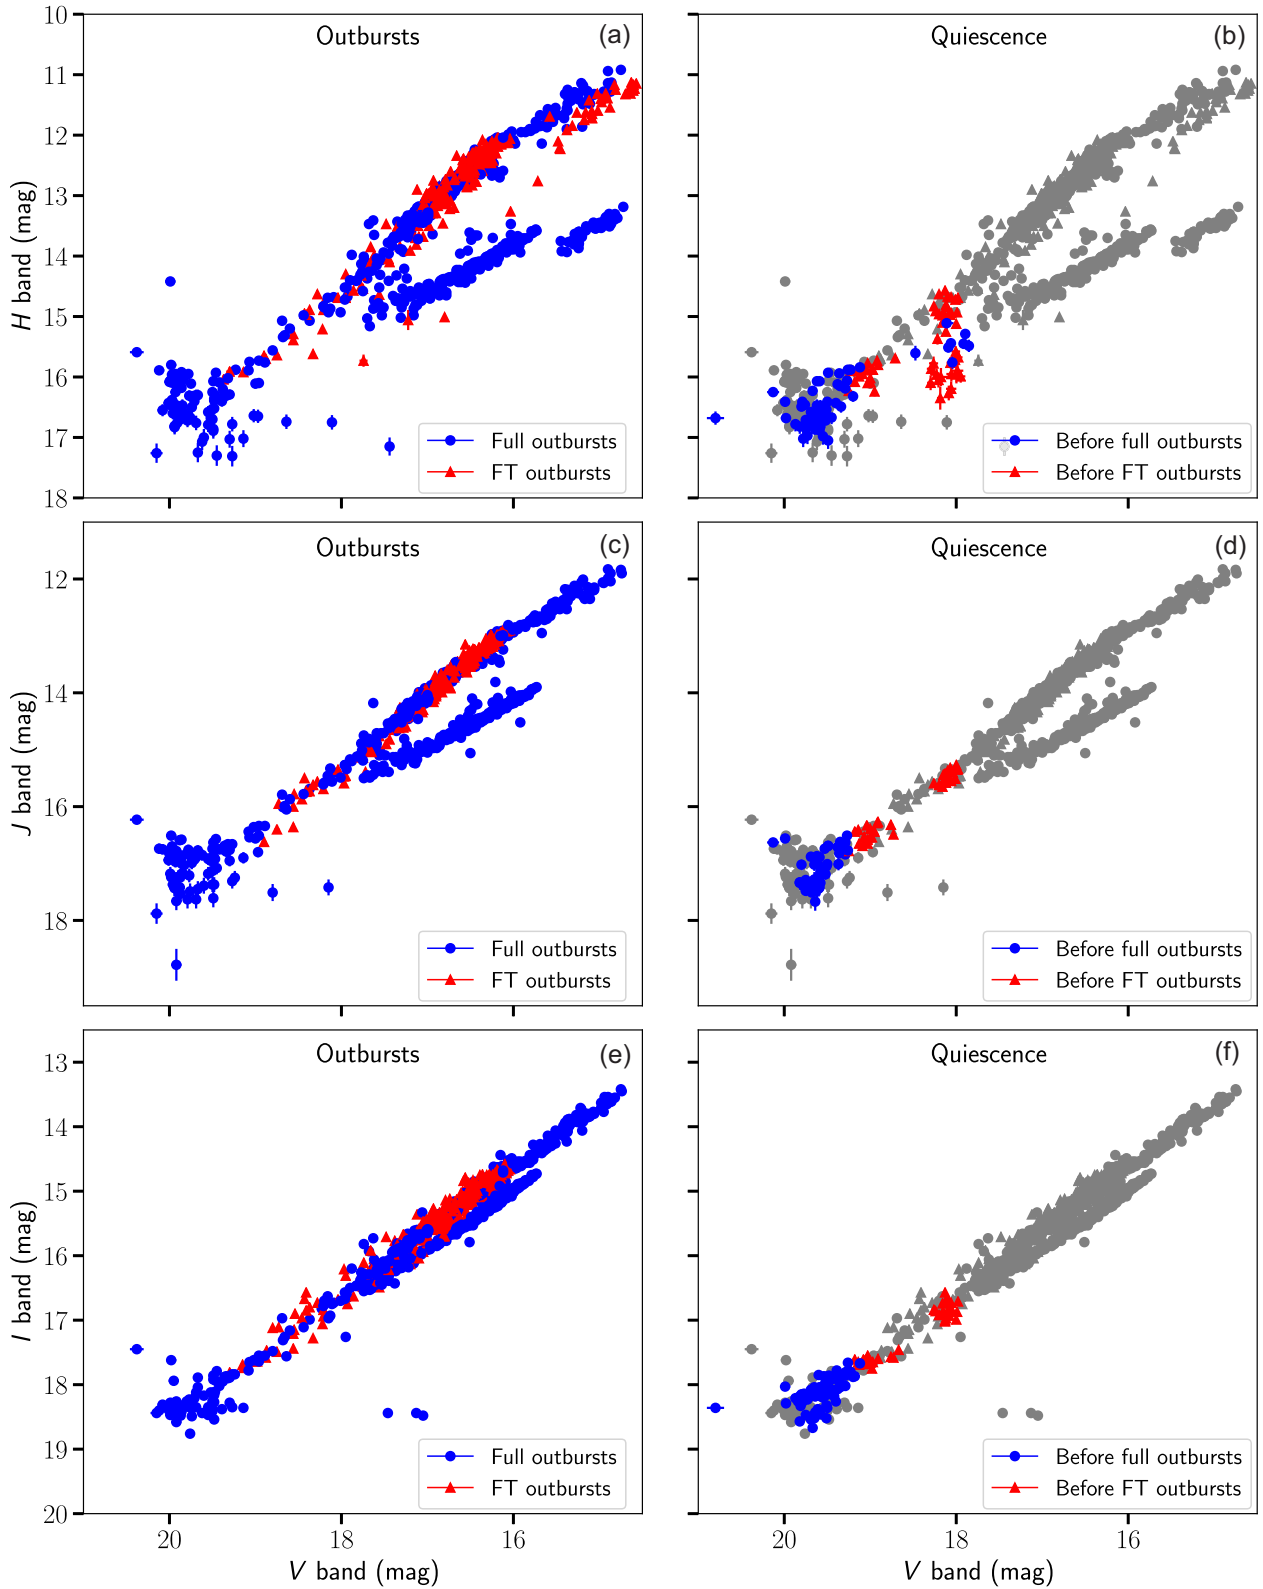 Outbursts (a)
Quiescence (b)
10
11
12
13
14
15
16
17
18
H band (mag)
Full outbursts
FT outbursts
Before full outbursts
Before FT outbursts
Outbursts (c)
Quiescence (d)
12
14
16
18
J band (mag)
Full outbursts
FT outbursts
Before full outbursts
Before FT outbursts
Outbursts (e)
Quiescence (f)
13
14
15
16
17
18
19
20
I band (mag)
Full outbursts
FT outbursts
Before full outbursts
Before FT outbursts
20 18 16
20 18 16
V band (mag)
V band (mag)